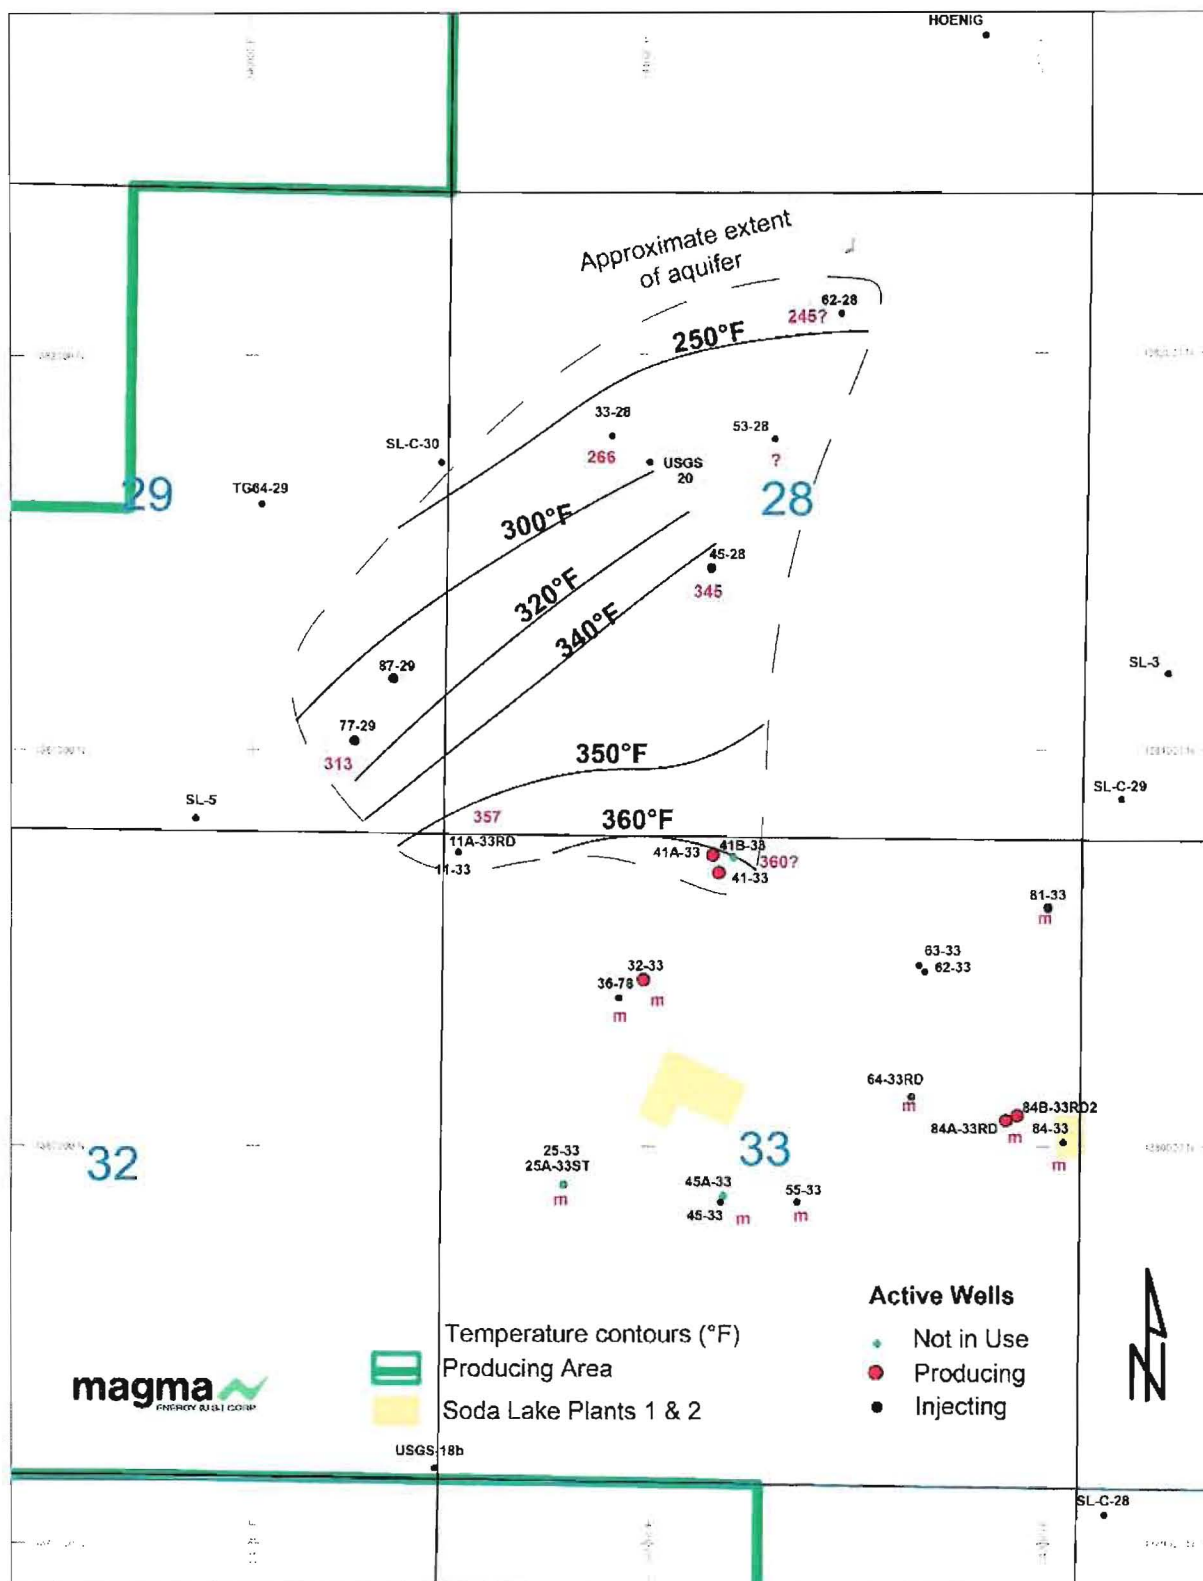 HOENIG
Approximate extent
of aquifer
62-28
245?
250°F
33-28
266
53-28
?
SL-C-30
USGS
20
29
TG64-29
28
300°F
45-28
345
320°F
340°F
87-29
SL-3
77-29
313
350°F
SL-C-29
SL-5
357
360°F
11A-33RD
11-33
41A-33
41B-33
360?
41-33
81-33
m
63-33
62-33
32-33
m
36-78
m
64-33RD
m
84B-33RD2
84A-33RD
m
84-33
m
32
33
25-33
25A-33ST
m
45A-33
45-33
m
55-33
m
Active Wells
Not in Use
Producing
Injecting
Temperature contours (°F)
Producing Area
Soda Lake Plants 1 & 2
magma
ENERGY (U.S.) CORP
N
USGS-18b
SL-C-28